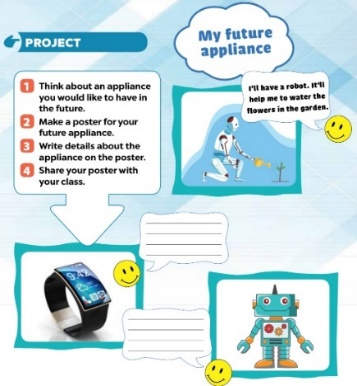 PROJECT
My future
appliance
1 Think about an appliance
you would like to have in
the future.
2 Make a poster for your
future appliance.
3 Write details about the
appliance on the poster.
4 Share your poster with
your class.
I'll have a robot. It'll
help me to water the
flowers in the garden.
9:42